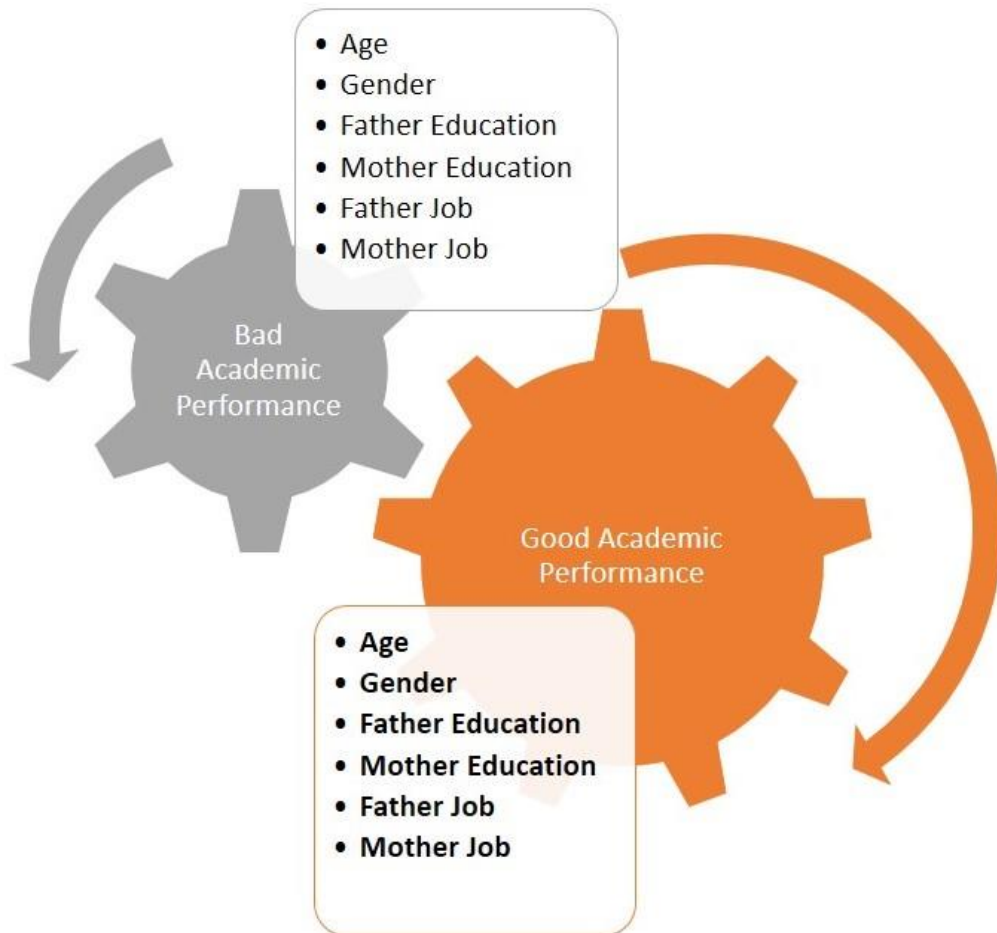 • Age
• Gender
• Father Education
• Mother Education
• Father Job
• Mother Job
Bad
Academic
Performance
Good Academic
Performance
• Age
• Gender
• Father Education
• Mother Education
• Father Job
• Mother Job